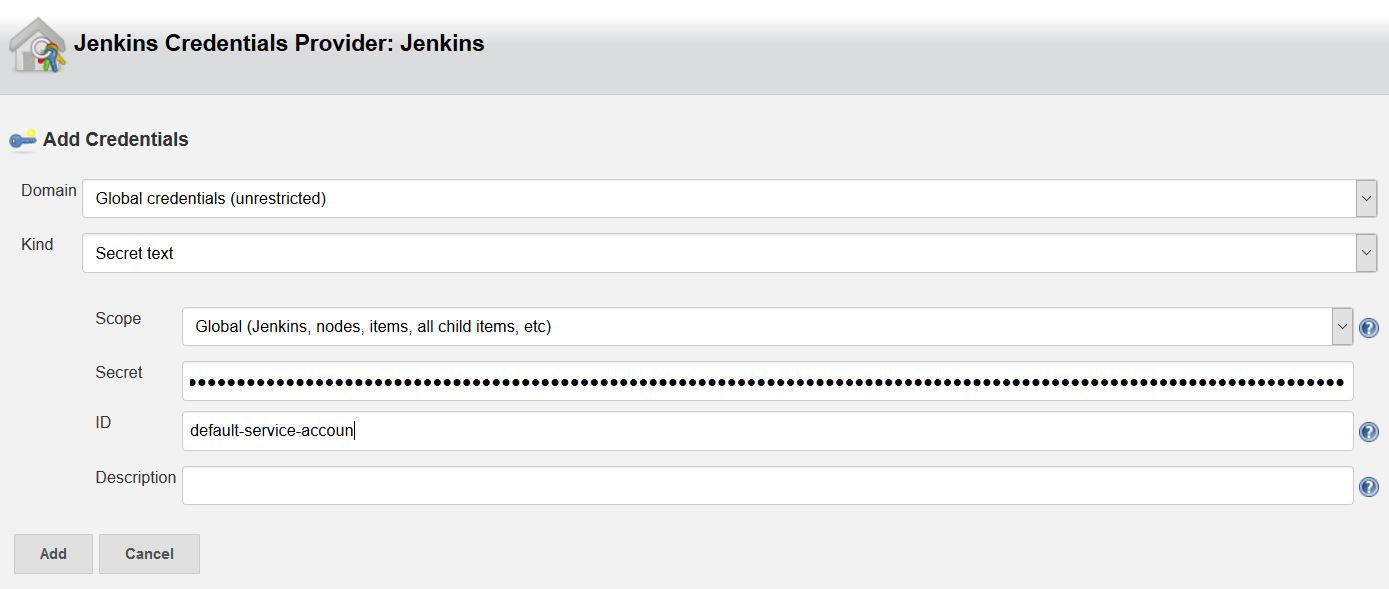 Jenkins Credentials Provider: Jenkins
Add Credentials
Domain
Global credentials (unrestricted)
Kind
Secret text
Scope
Global (Jenkins, nodes, items, all child items, etc)
Secret
ID
default-service-accoun
Description
Add
Cancel